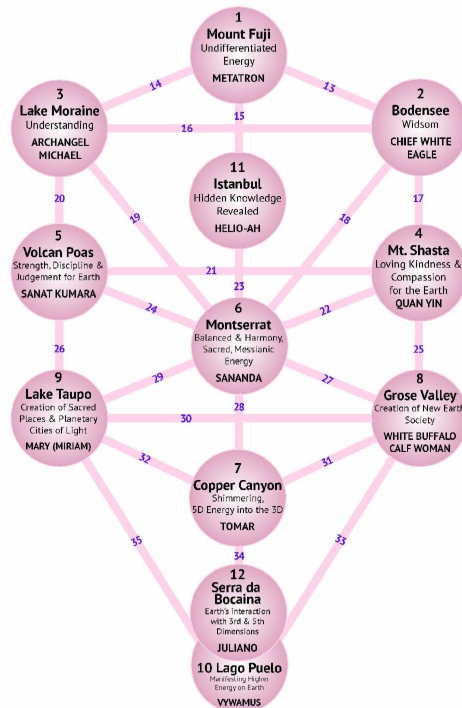 1
Mount Fuji
Undifferentiated
Energy
METATRON
14
13
15
3
Lake Moraine
Understanding
ARCHANGEL
MICHAEL
2
Bodensee
Widsom
CHIEF WHITE
EAGLE
16
11
Istanbul
Hidden Knowledge
Revealed
HELIO-AH
20
19
18
17
5
Volcan Poas
Strength, Discipline &
Judgement for Earth
SANAT KUMARA
4
Mt. Shasta
Loving Kindness &
Compassion
for the Earth
QUAN YIN
21
23
24
22
6
Montserrat
Balanced & Harmony,
Sacred, Messianic
Energy
SANANDA
26
25
29
27
9
Lake Taupo
Creation of Sacred
Places & Planetary
Cities of Light
MARY (MIRIAM)
8
Grose Valley
Creation of New Earth
Society
WHITE BUFFALO
CALF WOMAN
28
30
32
31
7
Copper Canyon
Shimmering,
5D Energy into the 3D
TOMAR
35
33
34
12
Serra da
Bocaina
Earth's interaction
with 3rd & 5th
Dimensions
JULIANO
10 Lago Puelo
Manifesting Higher
Energy on Earth
VYWAMUS